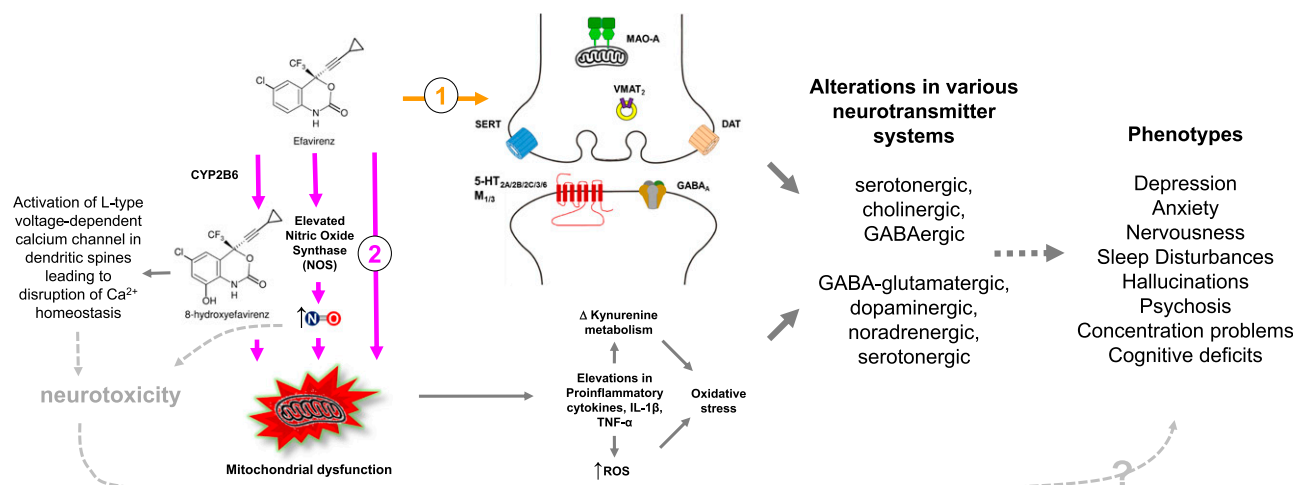 CF3
Cl
O
N
H
O
Efavirenz
1
MAO-A
VMAT2
SERT
DAT
5-HT2A/2B/2C/3/6
M1/3
GABAA
CYP2B6
Elevated
Nitric Oxide
Synthase
(NOS)
2
Activation of L-type
voltage-dependent
calcium channel in
dendritic spines
leading to
disruption of Ca2+
homeostasis
CF3
Cl
O
N
H
O
OH
8-hydroxyefavirenz
↑N=O
neurotoxicity
Mitochondrial dysfunction
Δ Kynurenine
metabolism
Elevations in
Proinflammatory
cytokines, IL-1β,
TNF-α
Oxidative
stress
↑ROS
Alterations in various
neurotransmitter
systems
serotonergic,
cholinergic,
GABAergic
GABA-glutamatergic,
dopaminergic,
noradrenergic,
serotonergic
Phenotypes
Depression
Anxiety
Nervousness
Sleep Disturbances
Hallucinations
Psychosis
Concentration problems
Cognitive deficits
?